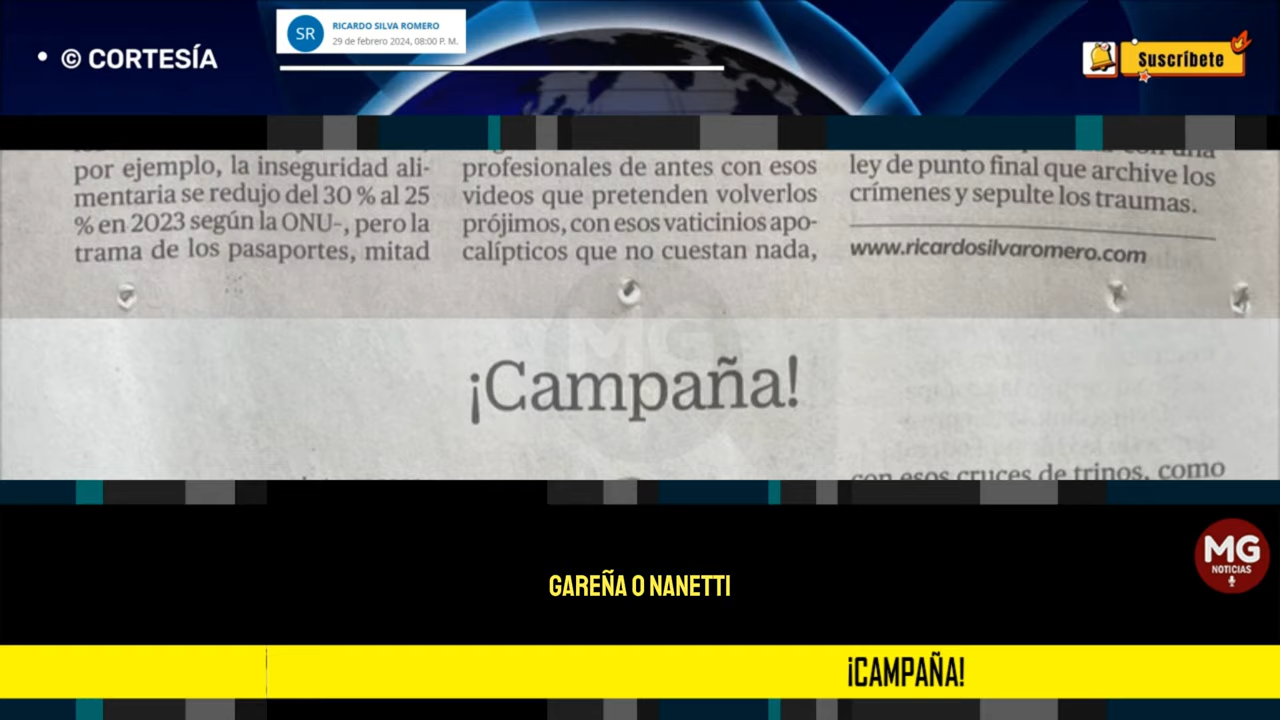 • © CORTESÍA
SR
RICARDO SILVA ROMERO
29 de febrero 2024, 08:00 P. M.
Suscríbete
por ejemplo, la inseguridad ali-
mentaria se redujo del 30 % al 25
% en 2023 según la ONU-, pero la
trama de los pasaportes, mitad
profesionales de antes con esos
videos que pretenden volverlos
prójimos, con esos vaticinios apo-
calípticos que no cuestan nada,
con una
ley de punto final que archive los
crímenes y sepulte los traumas.
www.ricardosilvaromero.com
MG
¡Campaña!
con esos cruces de trinos, como
MG
NOTICIAS
GAREÑA O NANETTI
¡CAMPAÑA!